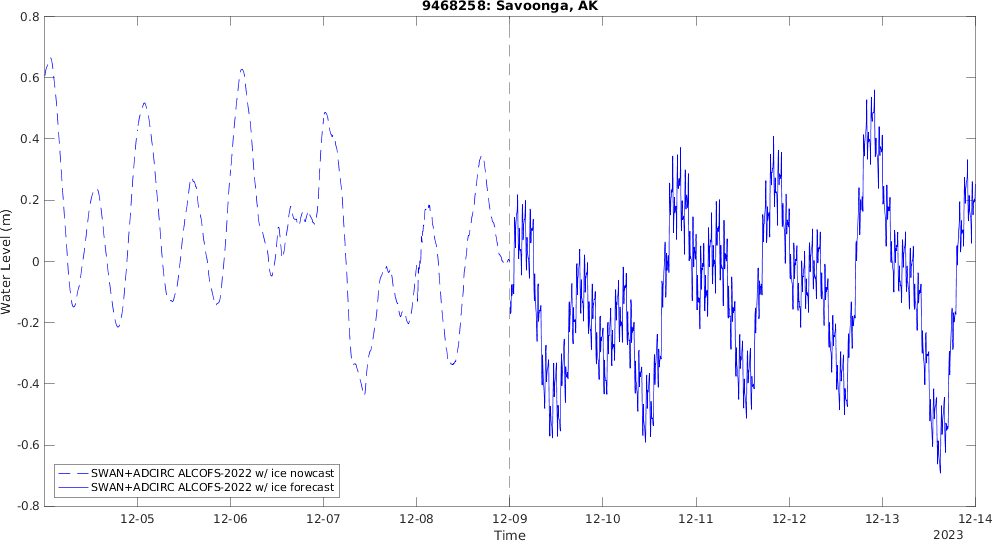 9468258: Savoonga, AK
0.8
0.6
0.4
0.2
0
-0.2
-0.4
-0.6
-0.8
Water Level (m)
SWAN+ADCIRC ALCOFS-2022 w/ ice nowcast
SWAN+ADCIRC ALCOFS-2022 w/ ice forecast
12-05 12-06 12-07 12-08 12-09 12-10 12-11 12-12 12-13 12-14
Time
2023